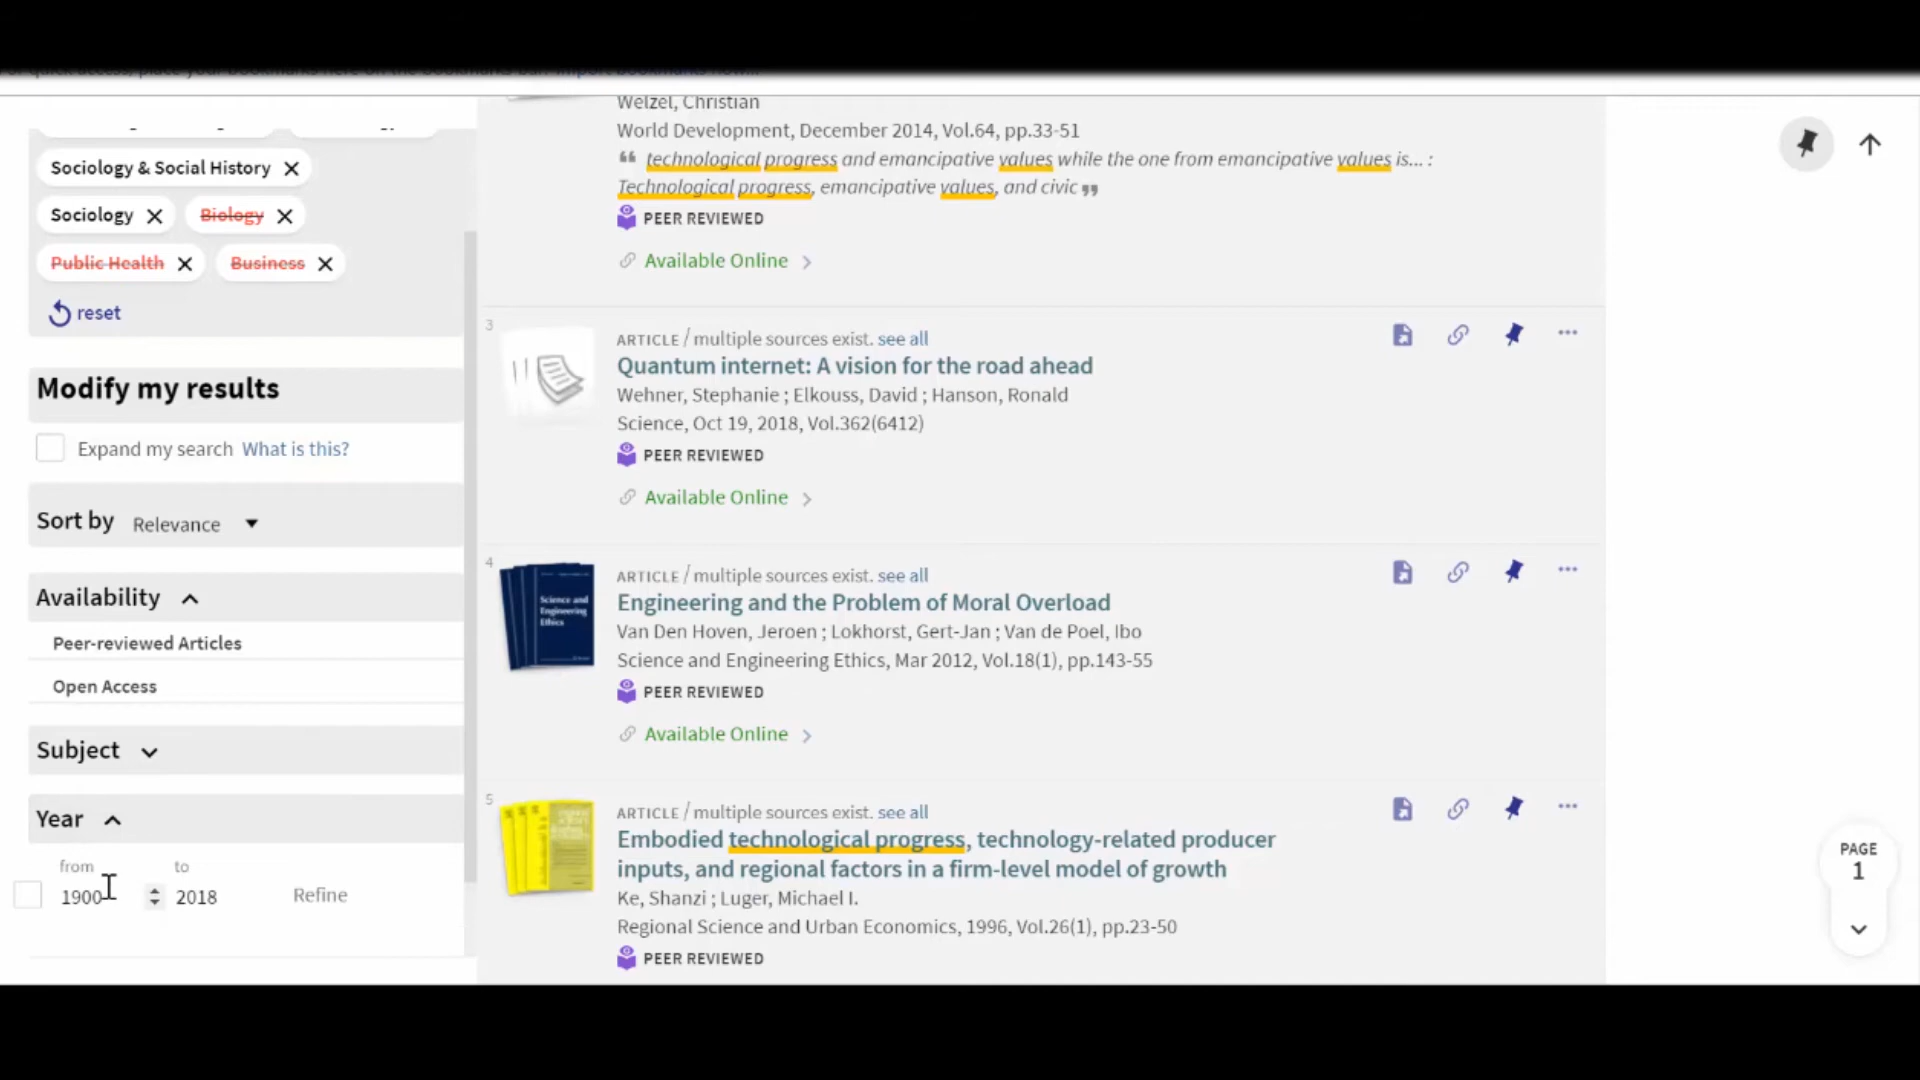 Sociology & Social History
Sociology
Biology
Public Health
Business
reset
Modify my results
Expand my search What is this?
Sort by Relevance
Availability
Peer-reviewed Articles
Open Access
Subject
Year
from
to
1900
2018
Refine
Welzel, Christian
World Development, December 2014, Vol.64, pp.33-51
“ technological progress and emancipative values while the one from emancipative values is... :
Technological progress, emancipative values, and civic ”
PEER REVIEWED
Available Online
3
ARTICLE / multiple sources exist. see all
Quantum internet: A vision for the road ahead
Wehner, Stephanie ; Elkouss, David ; Hanson, Ronald
Science, Oct 19, 2018, Vol.362(6412)
PEER REVIEWED
Available Online
4
Science and
Engineering
Ethics
ARTICLE / multiple sources exist. see all
Engineering and the Problem of Moral Overload
Van Den Hoven, Jeroen ; Lokhorst, Gert-Jan ; Van de Poel, Ibo
Science and Engineering Ethics, Mar 2012, Vol.18(1), pp.143-55
PEER REVIEWED
Available Online
5
ARTICLE / multiple sources exist. see all
Embodied technological progress, technology-related producer
inputs, and regional factors in a firm-level model of growth
Ke, Shanzi ; Luger, Michael I.
Regional Science and Urban Economics, 1996, Vol.26(1), pp.23-50
PEER REVIEWED
PAGE
1